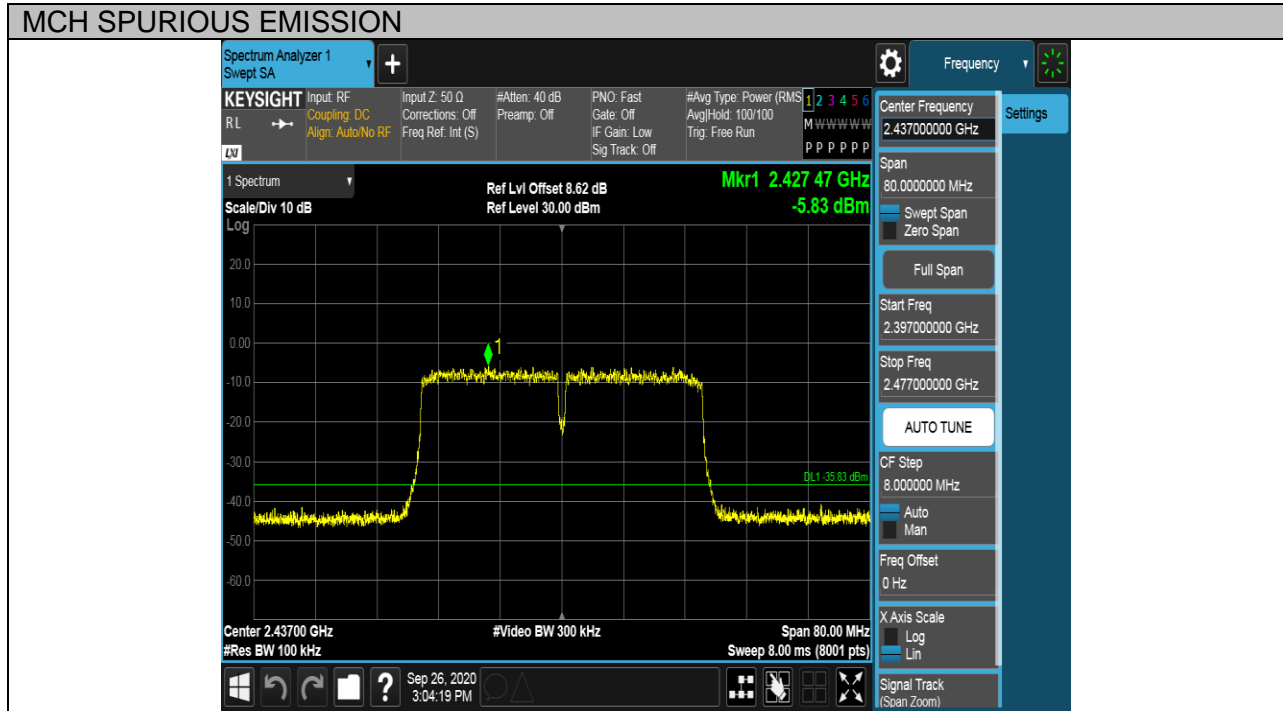 MCH SPURIOUS EMISSION
Spectrum Analyzer 1
Swept SA
+
Frequency
KEYSIGHT
RL
LXI
Input: RF
Coupling: DC
Align: Auto/No RF
Input Z: 50 Ω
Corrections: Off
Freq Ref: Int (S)
#Atten: 40 dB
Preamp: Off
PNO: Fast
Gate: Off
IF Gain: Low
Sig Track: Off
#Avg Type: Power (RMS
Avg|Hold: 100/100
Trig: Free Run
1 2 3 4 5 6
M W W W W W
P P P P P P
1 Spectrum
Scale/Div 10 dB
Ref Lvl Offset 8.62 dB
Ref Level 30.00 dBm
Mkr1 2.427 47 GHz
-5.83 dBm
Log
20.0
10.0
0.00
-10.0
-20.0
-30.0
-40.0
-50.0
-60.0
1
DL1 -35.83 dBm
Center 2.43700 GHz
#Res BW 100 kHz
#Video BW 300 kHz
Span 80.00 MHz
Sweep 8.00 ms (8001 pts)
?
Sep 26, 2020
3:04:19 PM
Center Frequency
2.437000000 GHz
Span
80.0000000 MHz
Swept Span
Zero Span
Full Span
Start Freq
2.397000000 GHz
Stop Freq
2.477000000 GHz
AUTO TUNE
CF Step
8.000000 MHz
Auto
Man
Freq Offset
0 Hz
X Axis Scale
Log
Lin
Signal Track
(Span Zoom)
Settings